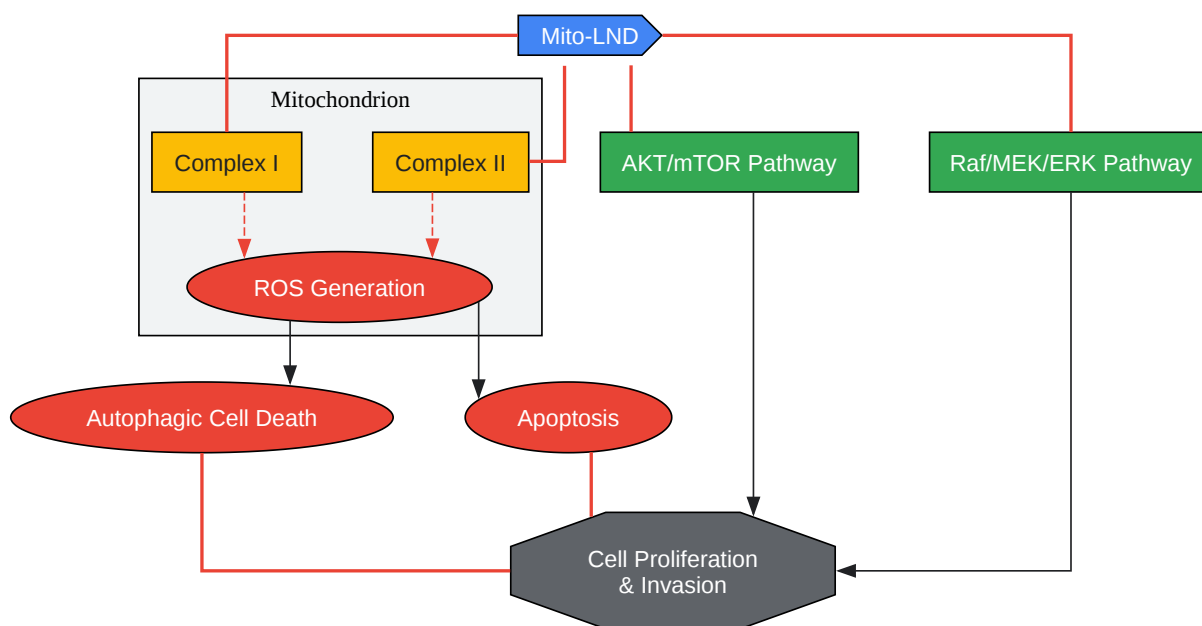 Mito-LND
Mitochondrion
Complex I
Complex II
AKT/mTOR Pathway
Raf/MEK/ERK Pathway
ROS Generation
Autophagic Cell Death
Apoptosis
Cell Proliferation
& Invasion